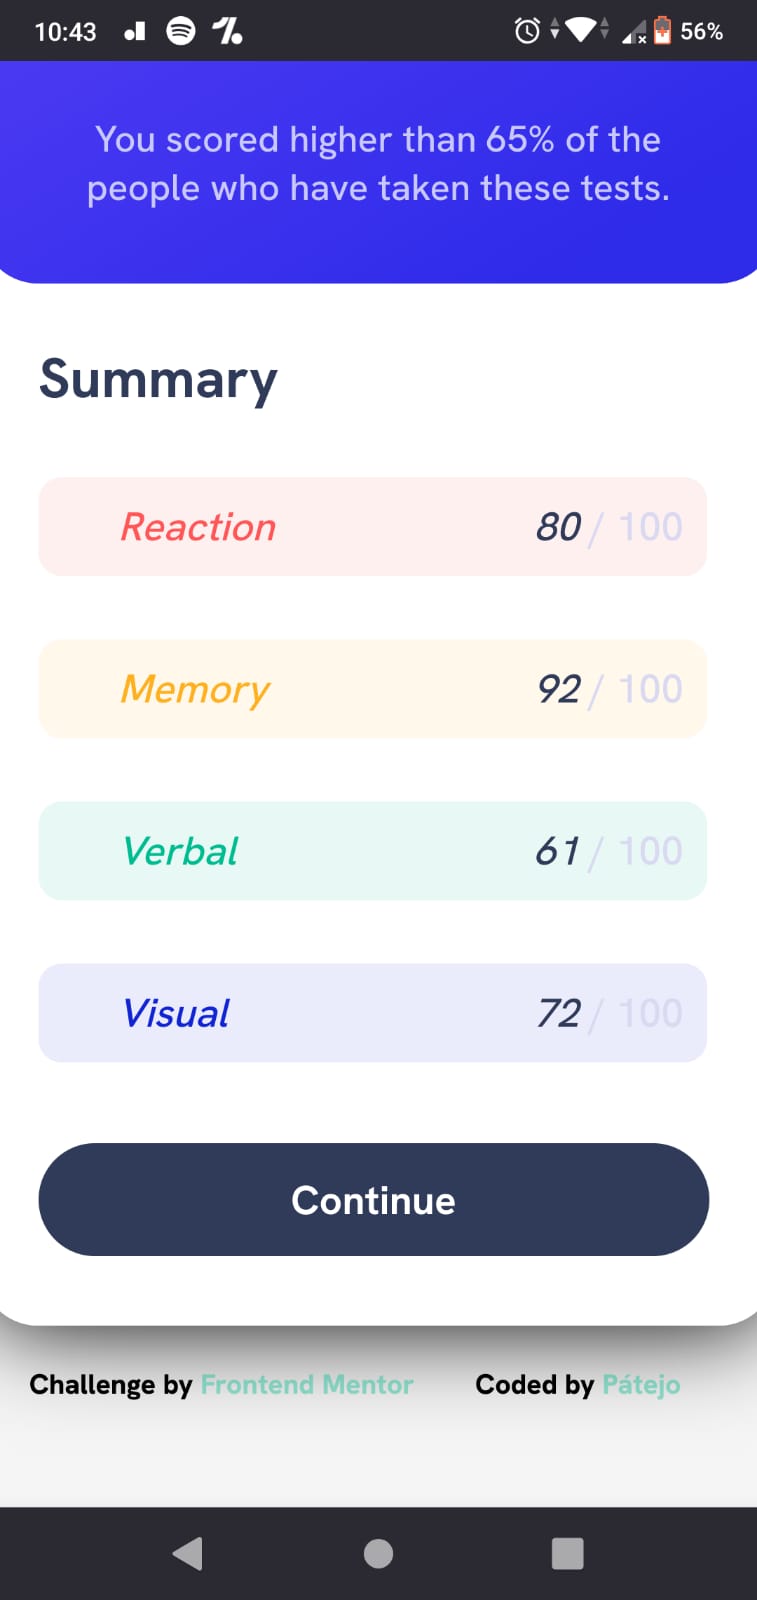 10:43 56%
You scored higher than 65% of the
people who have taken these tests.
Summary
Reaction 80 / 100
Memory 92 / 100
Verbal 61 / 100
Visual 72 / 100
Continue
Challenge by Frontend Mentor Coded by Pátejo